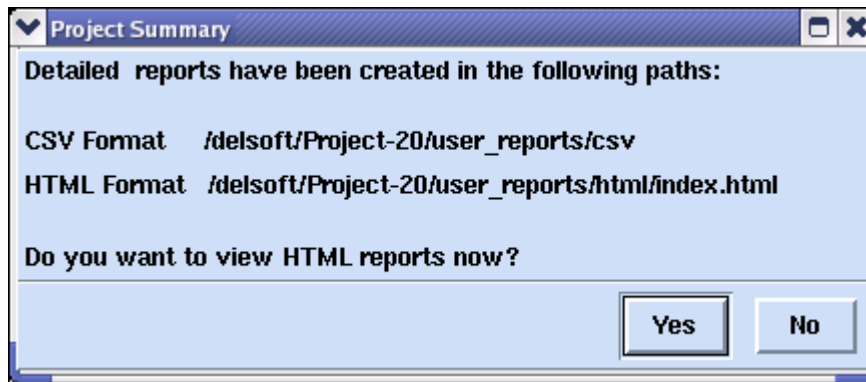 Project Summary
Detailed reports have been created in the following paths:
CSV Format /delsoft/Project-20/user_reports/csv
HTML Format /delsoft/Project-20/user_reports/html/index.html
Do you want to view HTML reports now?
Yes No